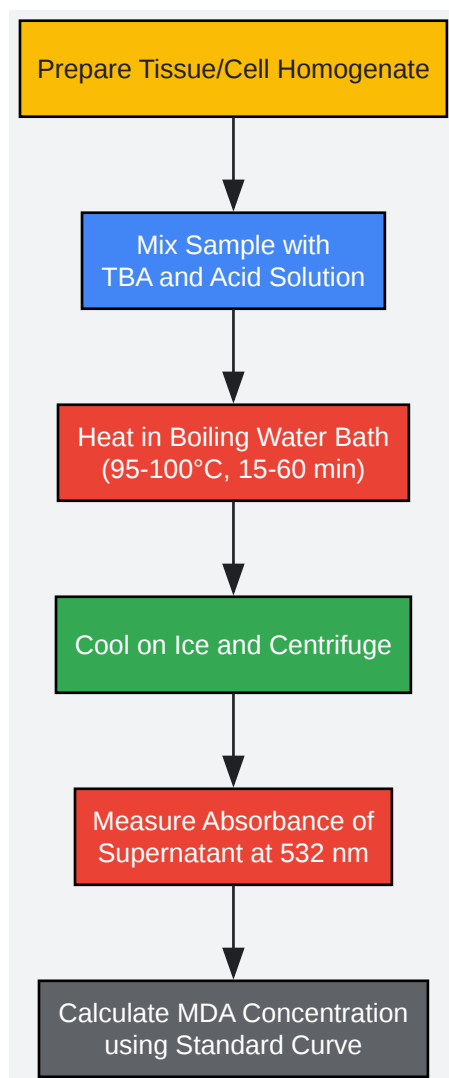 Prepare Tissue/Cell Homogenate
Mix Sample with
TBA and Acid Solution
Heat in Boiling Water Bath
(95-100°C, 15-60 min)
Cool on Ice and Centrifuge
Measure Absorbance of
Supernatant at 532 nm
Calculate MDA Concentration
using Standard Curve